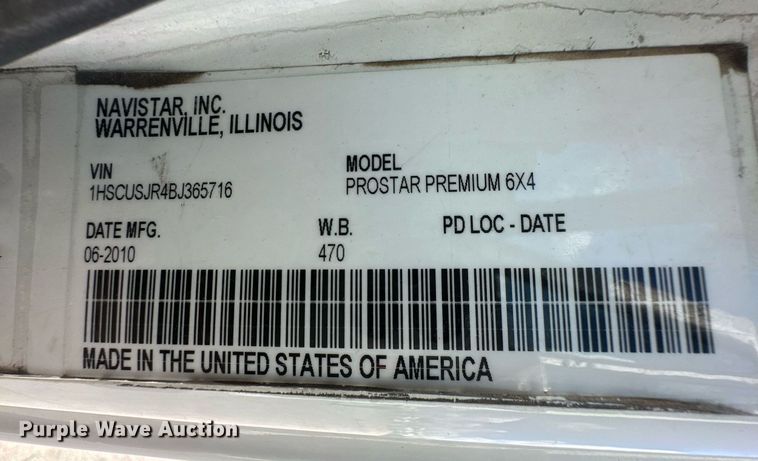 NAVISTAR, INC.
WARRENVILLE, ILLINOIS
VIN
1HSCUSJR4BJ365716
MODEL
PROSTAR PREMIUM 6X4
DATE MFG.
06-2010
W.B.
470
PD LOC - DATE
MADE IN THE UNITED STATES OF AMERICA
Purple Wave Auction